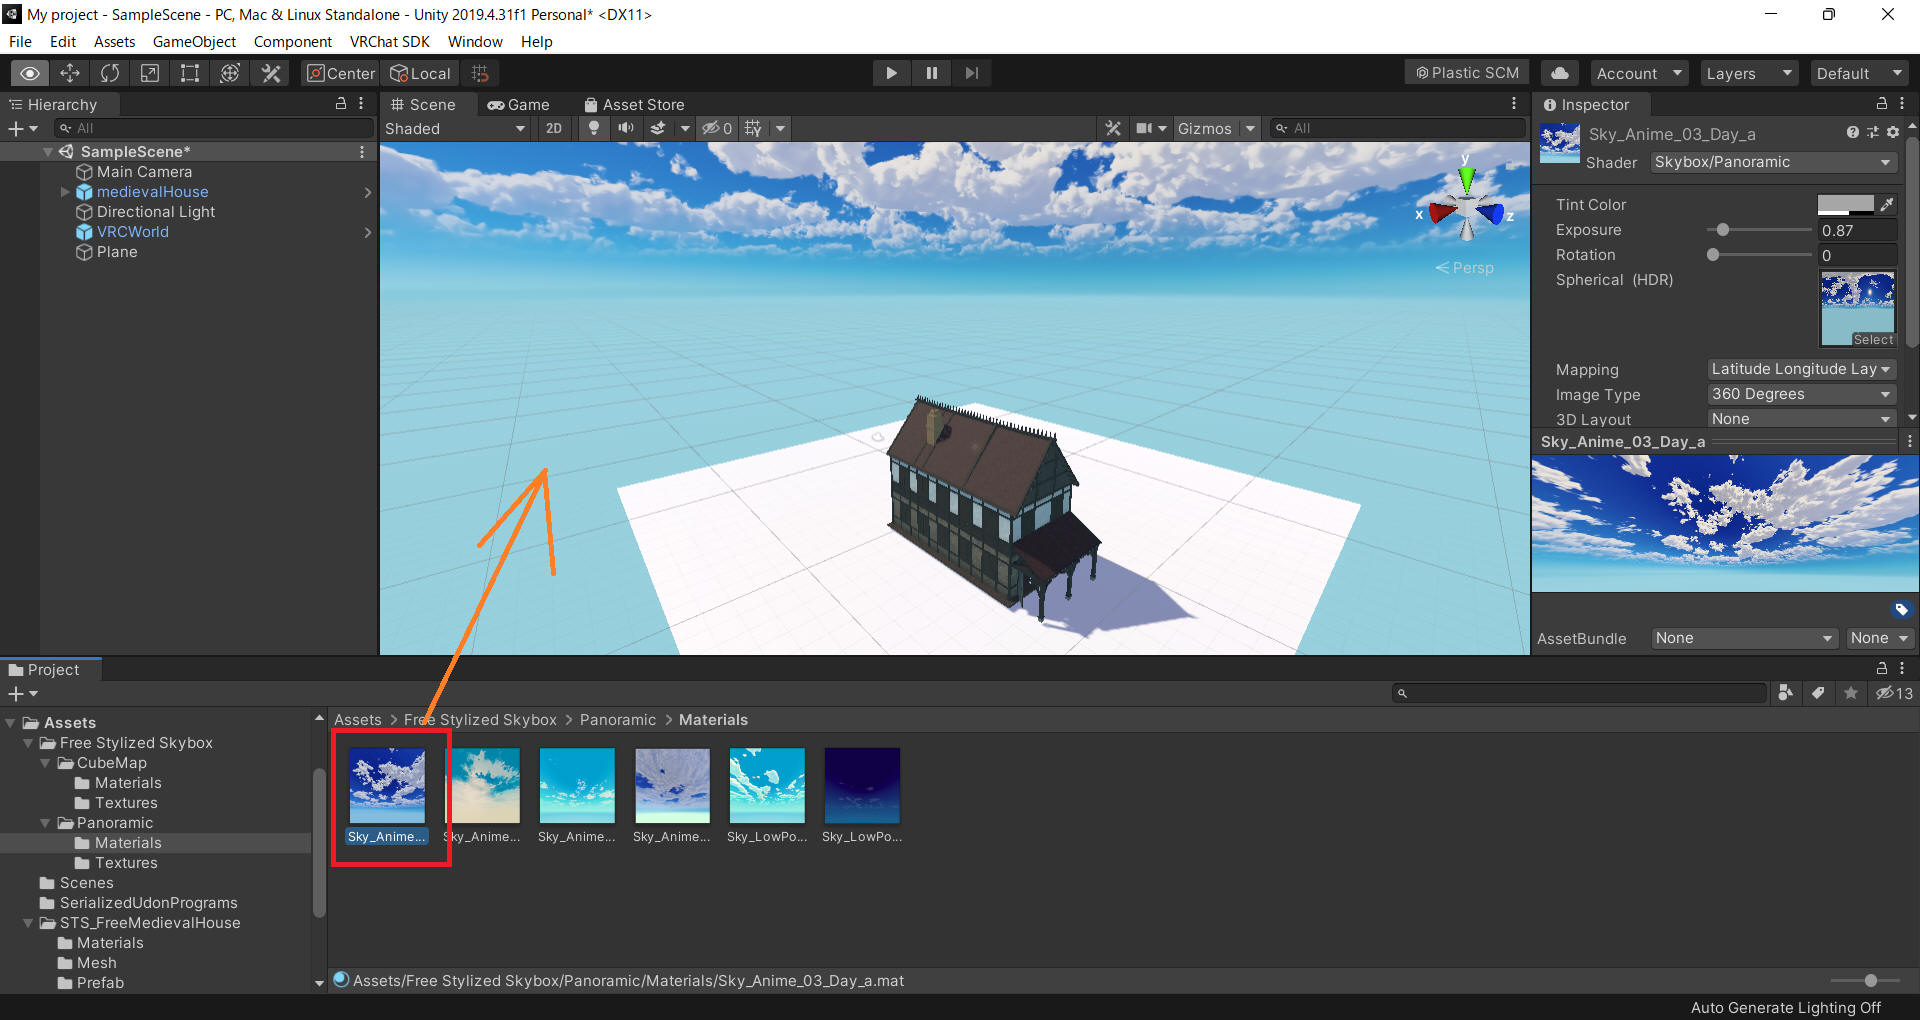 My project - SampleScene - PC, Mac & Linux Standalone - Unity 2019.4.31f1 Personal* <DX11>
File Edit Assets GameObject Component VRChat SDK Window Help
Center Local Plastic SCM Account Layers Default
Hierarchy
All
SampleScene*
Main Camera
medievalHouse
Directional Light
VRCWorld
Plane
Scene Game Asset Store
Shaded 2D 0 Gizmos All
y
x z
Persp
Inspector
Sky_Anime_03_Day_a
Shader Skybox/Panoramic
Tint Color
Exposure 0.87
Rotation 0
Spherical (HDR)
Select
Mapping Latitude Longitude Lay
Image Type 360 Degrees
3D Layout None
Sky_Anime_03_Day_a
AssetBundle None None
Project
13
Assets
Free Stylized Skybox
CubeMap
Materials
Textures
Panoramic
Materials
Textures
Scenes
SerializedUdonPrograms
STS_FreeMedievalHouse
Materials
Mesh
Prefab
Assets > Free Stylized Skybox > Panoramic > Materials
Sky_Anime... Sky_Anime... Sky_Anime... Sky_Anime... Sky_LowPo... Sky_LowPo...
Assets/Free Stylized Skybox/Panoramic/Materials/Sky_Anime_03_Day_a.mat
Auto Generate Lighting Off